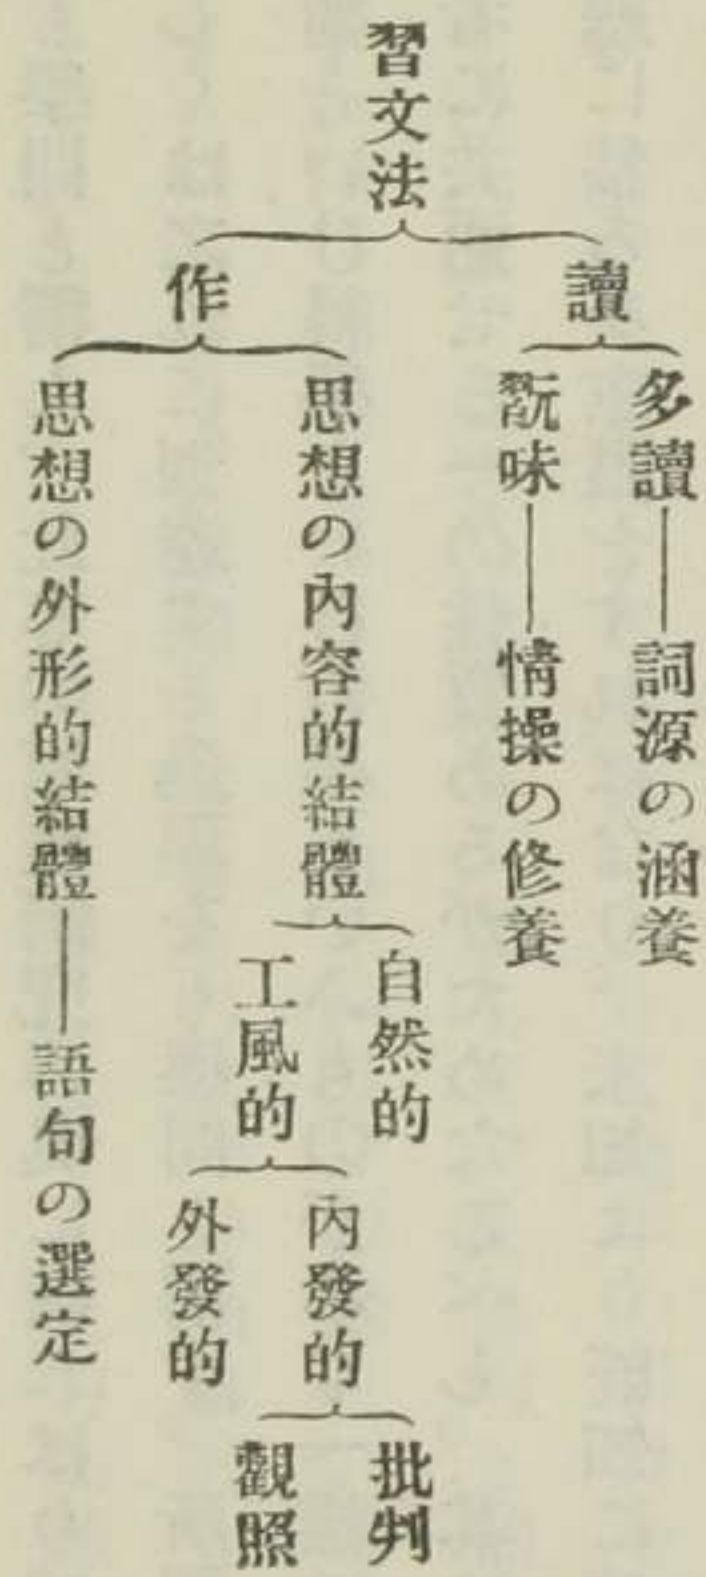 習文法
讀
多讀——詞源の涵養
翫味——情操の修養
作
思想の內容的結體
自然的
工風的
內發的
批判
觀照
外發的
思想の外形的結體——語句の選定